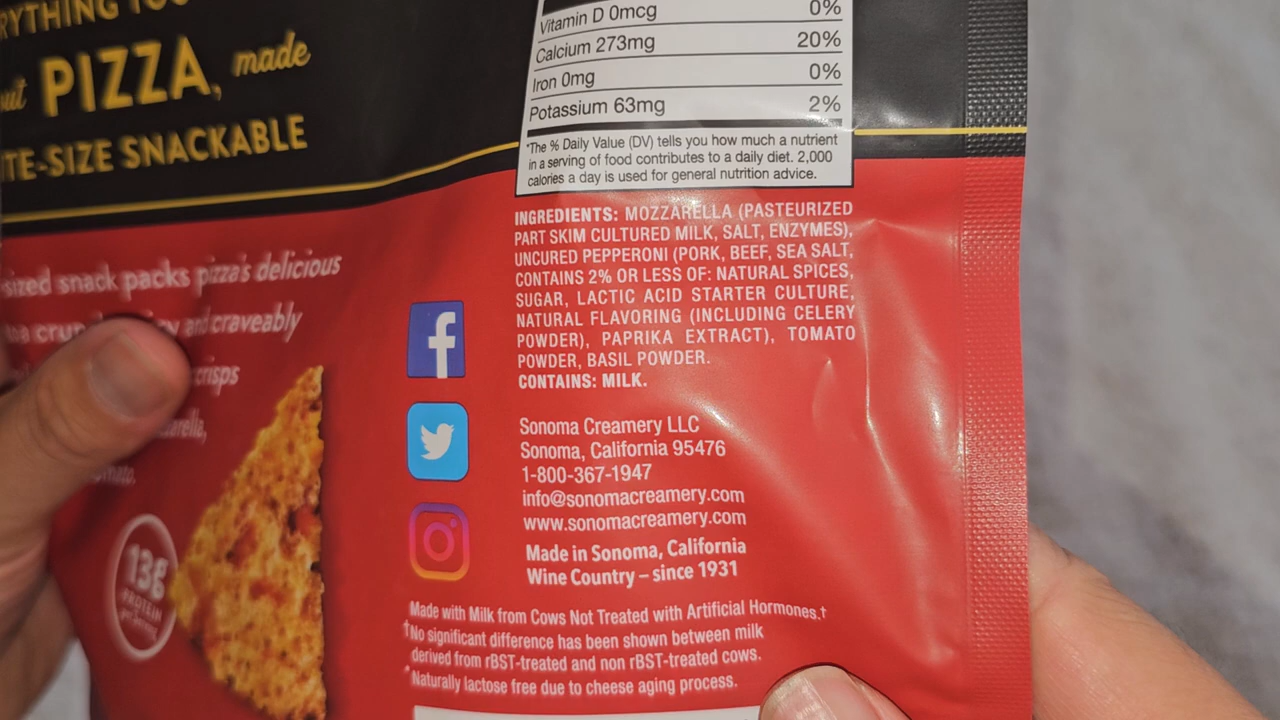 PIZZA, made
SNACKABLE
snack packs pizza's delicious
craveably
crisps
13g
PROTEIN
Vitamin D 0mcg 0%
Calcium 273mg 20%
Iron 0mg 0%
Potassium 63mg 2%
*The % Daily Value (DV) tells you how much a nutrient
in a serving of food contributes to a daily diet. 2,000
calories a day is used for general nutrition advice.
INGREDIENTS: MOZZARELLA (PASTEURIZED
PART SKIM CULTURED MILK, SALT, ENZYMES),
UNCURED PEPPERONI (PORK, BEEF, SEA SALT,
CONTAINS 2% OR LESS OF: NATURAL SPICES,
SUGAR, LACTIC ACID STARTER CULTURE,
NATURAL FLAVORING (INCLUDING CELERY
POWDER), PAPRIKA EXTRACT), TOMATO
POWDER, BASIL POWDER.
CONTAINS: MILK.
Sonoma Creamery LLC
Sonoma, California 95476
1-800-367-1947
info@sonomacreamery.com
www.sonomacreamery.com
Made in Sonoma, California
Wine Country – since 1931
Made with Milk from Cows Not Treated with Artificial Hormones.†
†No significant difference has been shown between milk
derived from rBST-treated and non rBST-treated cows.
*Naturally lactose free due to cheese aging process.